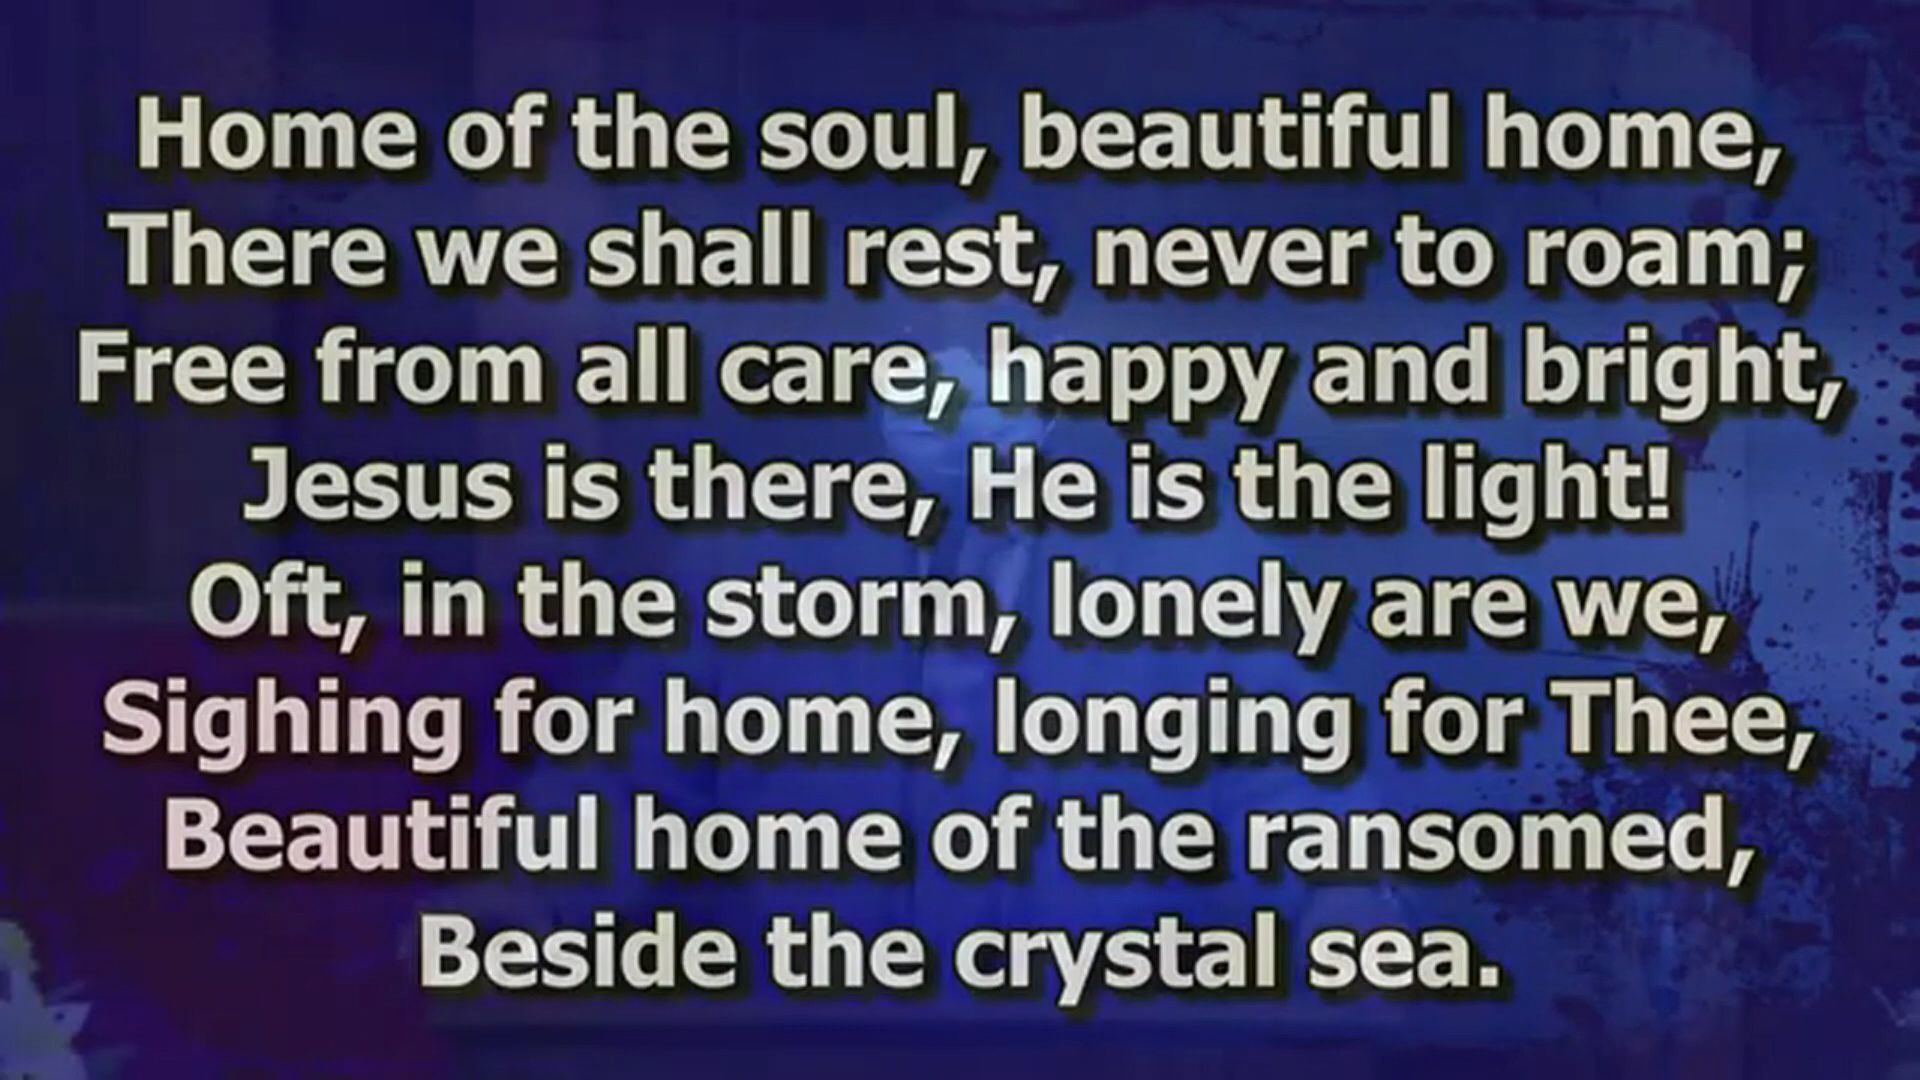 Home of the soul, beautiful home,
There we shall rest, never to roam;
Free from all care, happy and bright,
Jesus is there, He is the light!
Oft, in the storm, lonely are we,
Sighing for home, longing for Thee,
Beautiful home of the ransomed,
Beside the crystal sea.